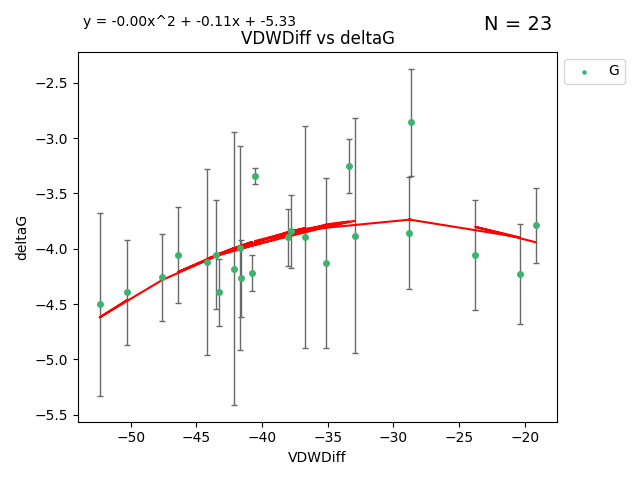 y = -0.00x^2 + -0.11x + -5.33
N = 23
VDWDiff vs deltaG
G
−2.5
−3.0
−3.5
−4.0
−4.5
−5.0
−5.5
deltaG
−50 −45 −40 −35 −30 −25 −20
VDWDiff